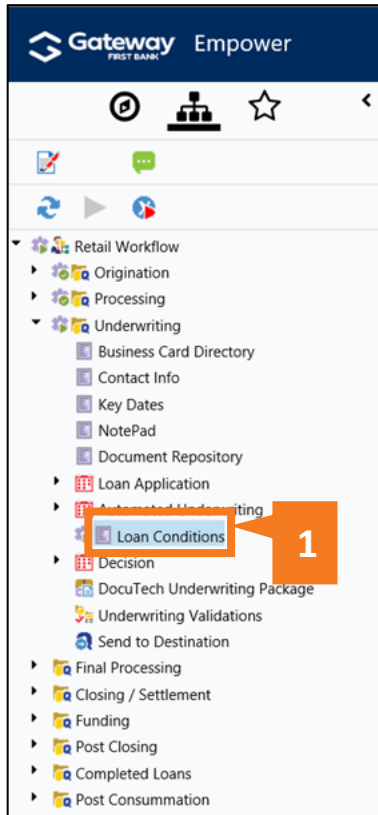 Gateway Empower
FIRST BANK
Retail Workflow
Origination
Processing
Underwriting
Business Card Directory
Contact Info
Key Dates
NotePad
Document Repository
Loan Application
Automated Underwriting
Loan Conditions
1
Decision
DocuTech Underwriting Package
Underwriting Validations
Send to Destination
Final Processing
Closing / Settlement
Funding
Post Closing
Completed Loans
Post Consummation